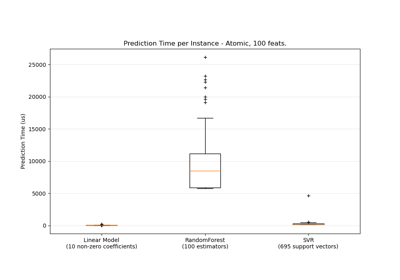 Prediction Time per Instance - Atomic, 100 feats.
25000
20000
15000
10000
5000
0
Prediction Time (us)
Linear Model
(10 non-zero coefficients)
RandomForest
(100 estimators)
SVR
(695 support vectors)